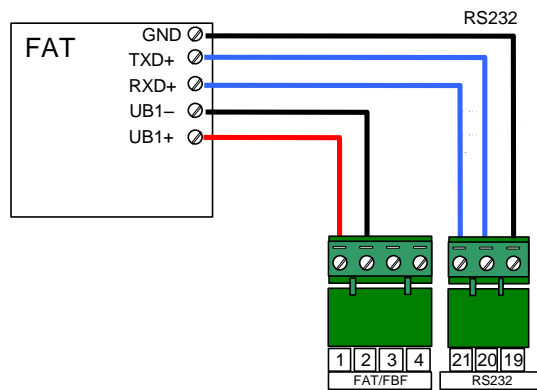 RS232
FAT
GND
TXD+
RXD+
UB1–
UB1+
1 2 3 4
21 20 19
FAT/FBF
RS232